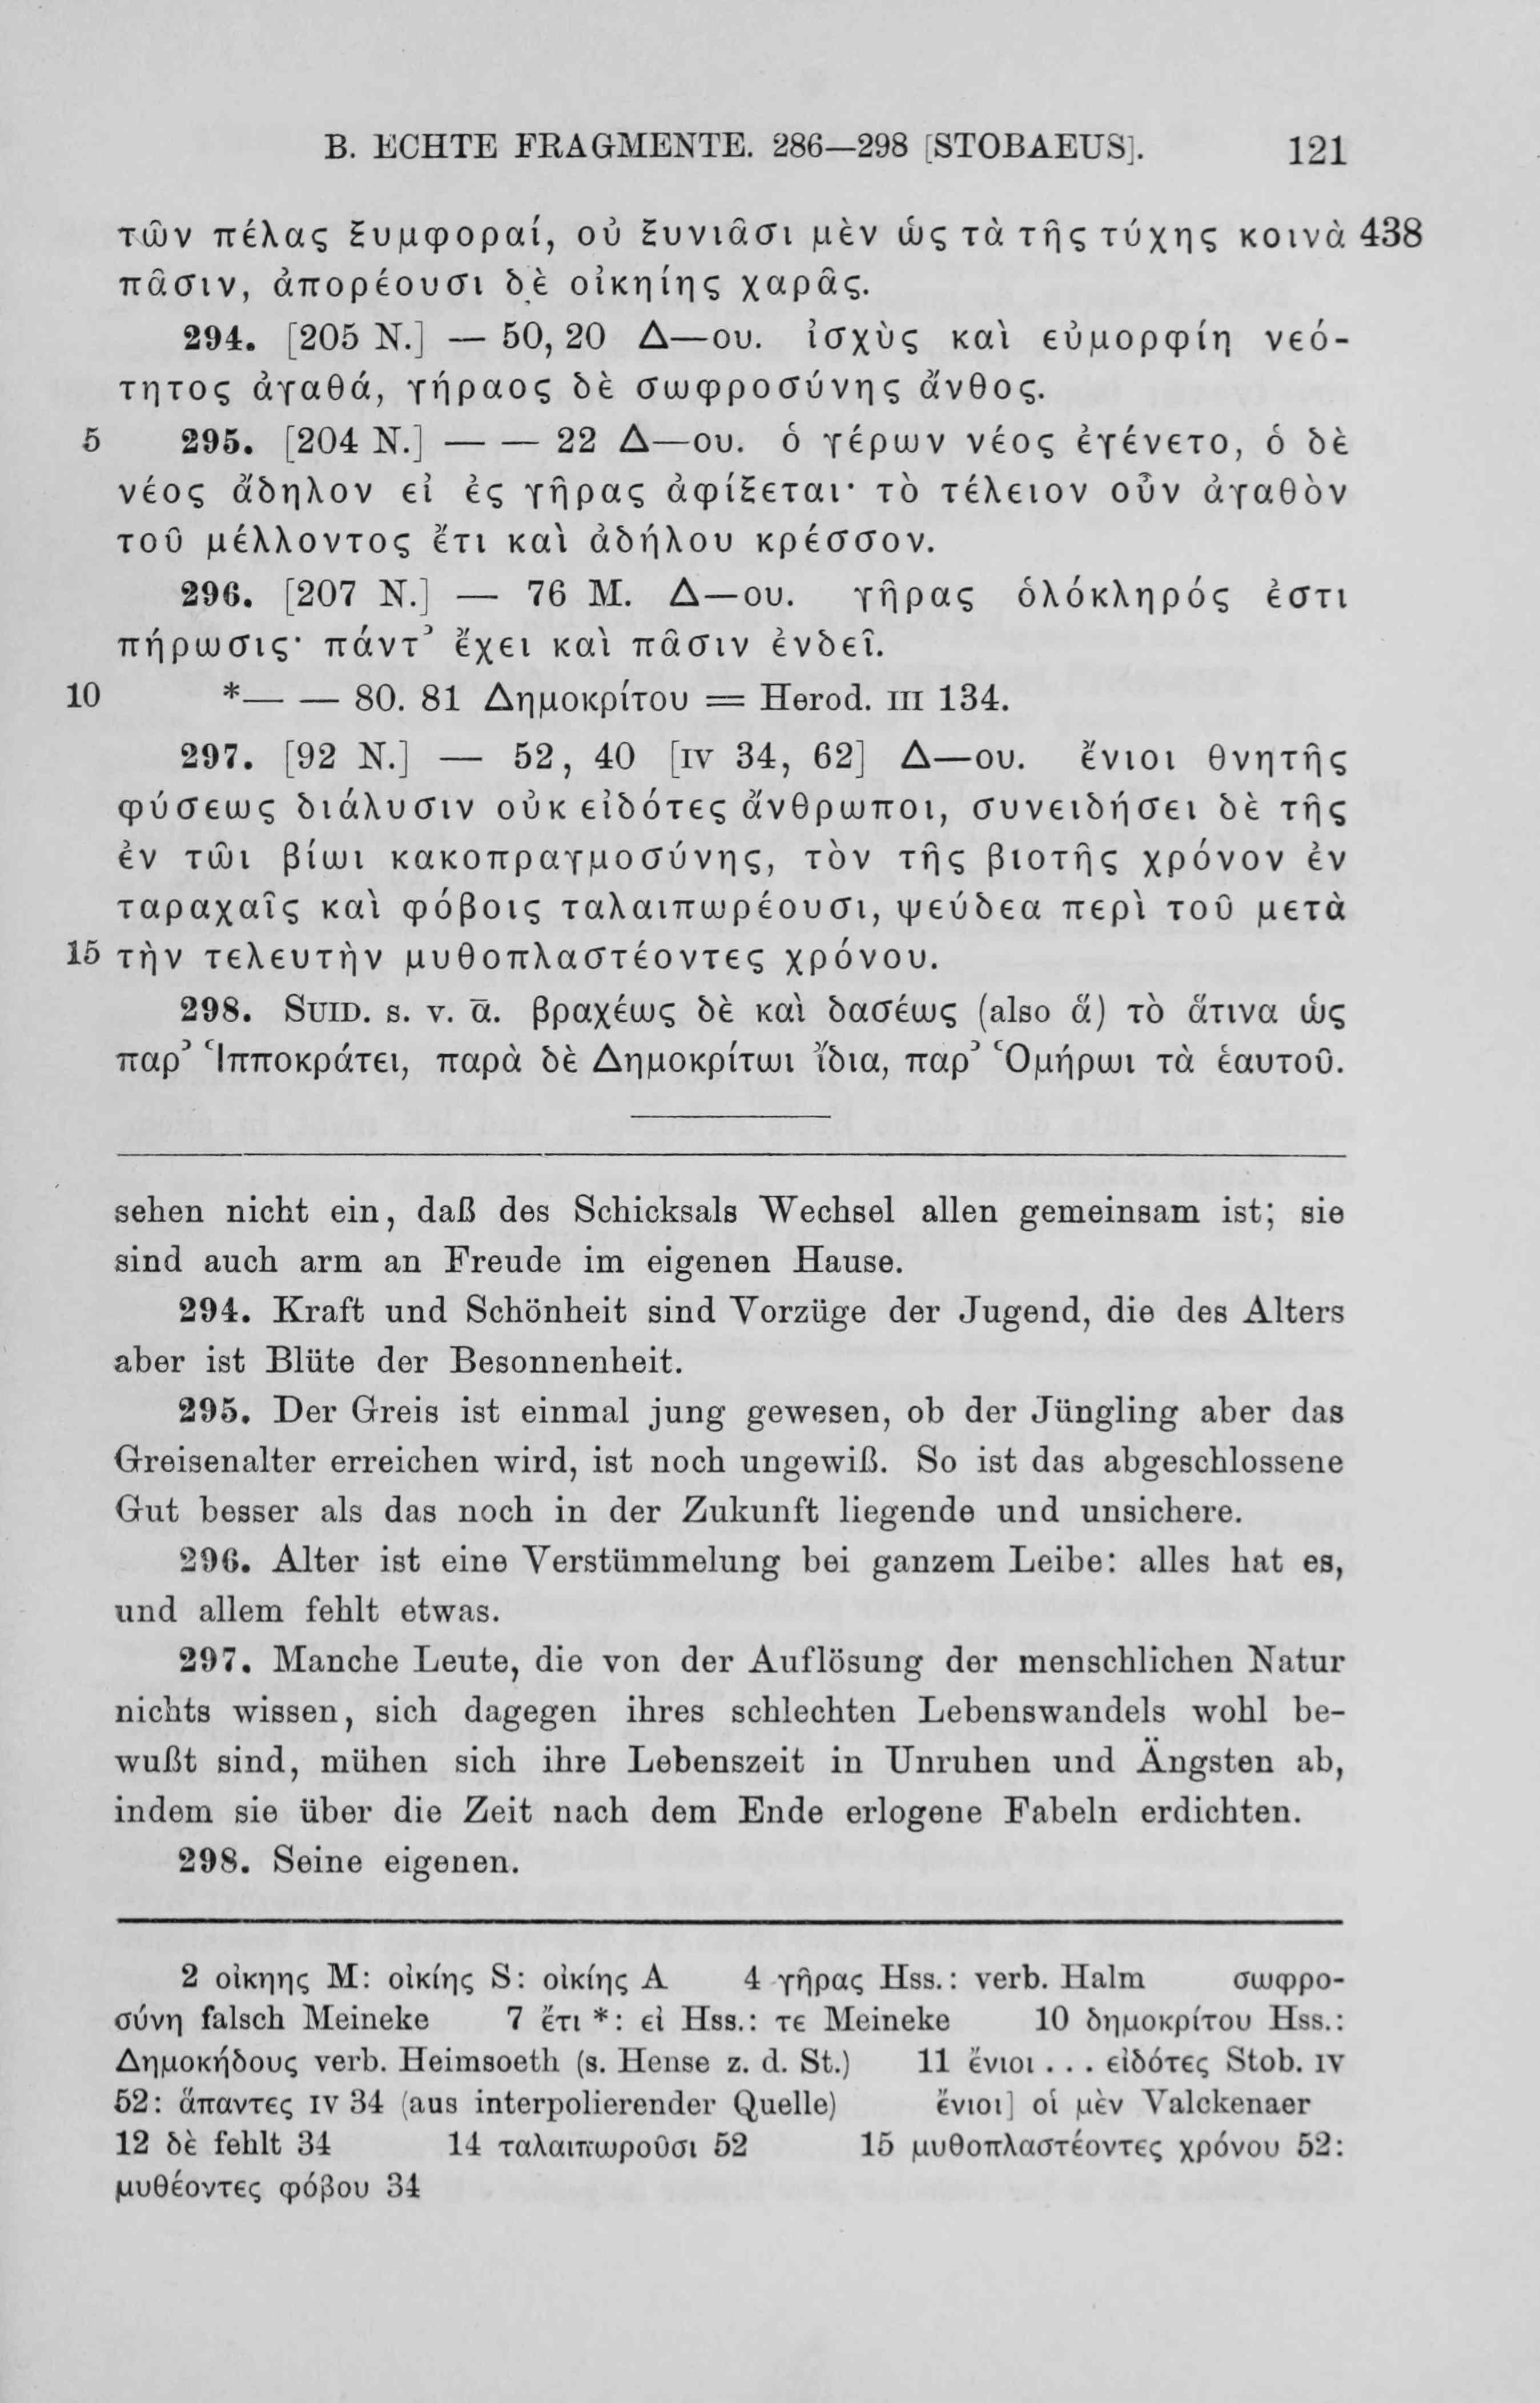 B. ECHTE FRAGMENTE. 286—298 [STOBAEUS]. 121
τῶν πέλας ξυμφοραί, οὐ ξυνιᾶσι μὲν ὡς τὰ τῆς τύχης κοινὰ 438
πᾶσιν, ἀπορέουσι δὲ οἰκηίης χαρᾶς.
294. [205 N.] — 50, 20 Δ—ου. ἰσχὺς καὶ εὐμορφίη νεό-
τητος ἀγαθά, γήραος δὲ σωφροσύνης ἄνθος.
5 295. [204 N.] — — 22 Δ—ου. ὁ γέρων νέος ἐγένετο, ὁ δὲ
νέος ἄδηλον εἰ ἐς γῆρας ἀφίξεται· τὸ τέλειον οὖν ἀγαθὸν
τοῦ μέλλοντος ἔτι καὶ ἀδήλου κρέσσον.
296. [207 N.] — 76 M. Δ—ου. γῆρας ὁλόκληρός ἐστι
πήρωσις· πάντ’ ἔχει καὶ πᾶσιν ἐνδεῖ.
10 *— — 80. 81 Δημοκρίτου = Herod. III 134.
297. [92 N.] — 52, 40 [IV 34, 62] Δ—ου. ἔνιοι θνητῆς
φύσεως διάλυσιν οὐκ εἰδότες ἄνθρωποι, συνειδήσει δὲ τῆς
ἐν τῶι βίωι κακοπραγμοσύνης, τὸν τῆς βιοτῆς χρόνον ἐν
ταραχαῖς καὶ φόβοις ταλαιπωρέουσι, ψεύδεα περὶ τοῦ μετὰ
15 τὴν τελευτὴν μυθοπλαστέοντες χρόνου.
298. SUID. s. v. ᾱ. βραχέως δὲ καὶ δασέως (also ἅ) τὸ ἅτινα ὡς
παρ’ Ἱπποκράτει, παρὰ δὲ Δημοκρίτωι ἴδια, παρ’ Ὁμήρωι τὰ ἑαυτοῦ.
sehen nicht ein, daß des Schicksals Wechsel allen gemeinsam ist; sie
sind auch arm an Freude im eigenen Hause.
294. Kraft und Schönheit sind Vorzüge der Jugend, die des Alters
aber ist Blüte der Besonnenheit.
295. Der Greis ist einmal jung gewesen, ob der Jüngling aber das
Greisenalter erreichen wird, ist noch ungewiß. So ist das abgeschlossene
Gut besser als das noch in der Zukunft liegende und unsichere.
296. Alter ist eine Verstümmelung bei ganzem Leibe: alles hat es,
und allem fehlt etwas.
297. Manche Leute, die von der Auflösung der menschlichen Natur
nichts wissen, sich dagegen ihres schlechten Lebenswandels wohl be-
wußt sind, mühen sich ihre Lebenszeit in Unruhen und Ängsten ab,
indem sie über die Zeit nach dem Ende erlogene Fabeln erdichten.
298. Seine eigenen.
2 οἰκηης M: οἰκίης S: οἰκίης A 4 γῆρας Hss.: verb. Halm σωφρο-
σύνη falsch Meineke 7 ἔτι *: εἰ Hss.: τε Meineke 10 δημοκρίτου Hss.:
Δημοκήδους verb. Heimsoeth (s. Hense z. d. St.) 11 ἔνιοι . . . εἰδότες Stob. IV
52: ἅπαντες IV 34 (aus interpolierender Quelle) ἔνιοι] οἱ μὲν Valckenaer
12 δὲ fehlt 34 14 ταλαιπωροῦσι 52 15 μυθοπλαστέοντες χρόνου 52:
μυθέοντες φόβου 34